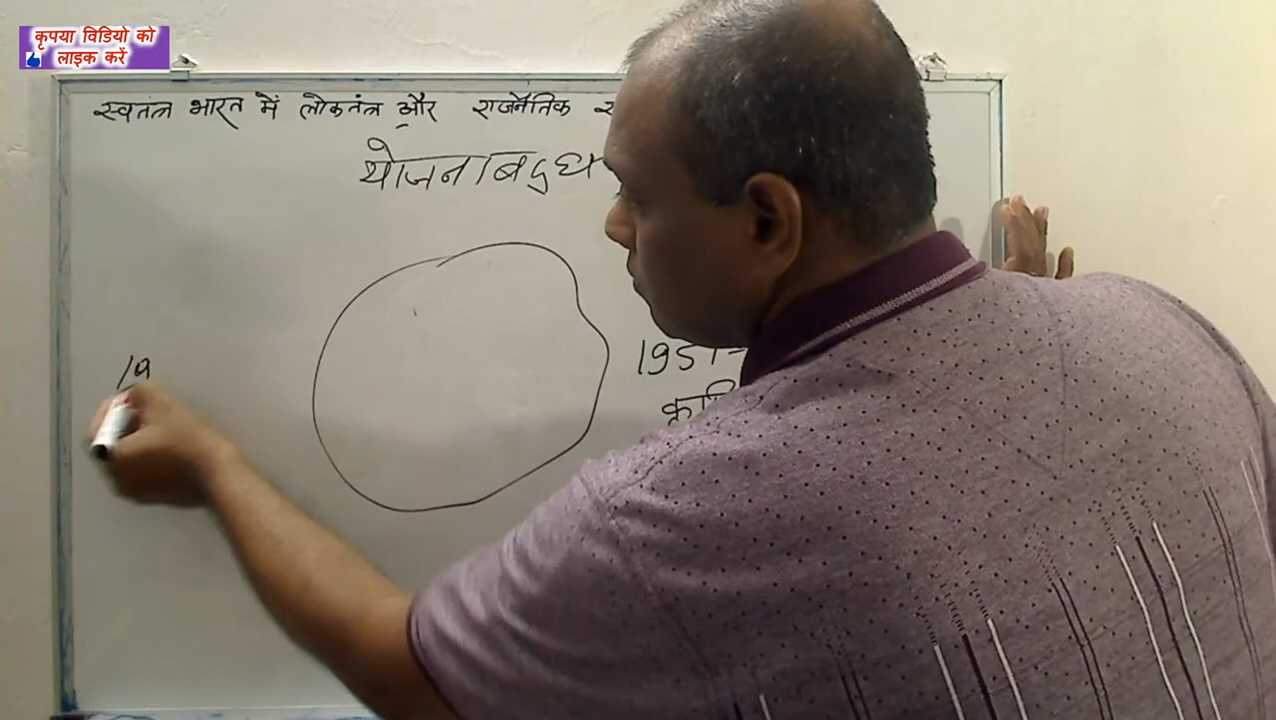 कृपया विडियो को
लाइक करें
स्वतंत्र भारत में लोकतंत्र और राजनैतिक
योजनाबद्ध
1951-
19